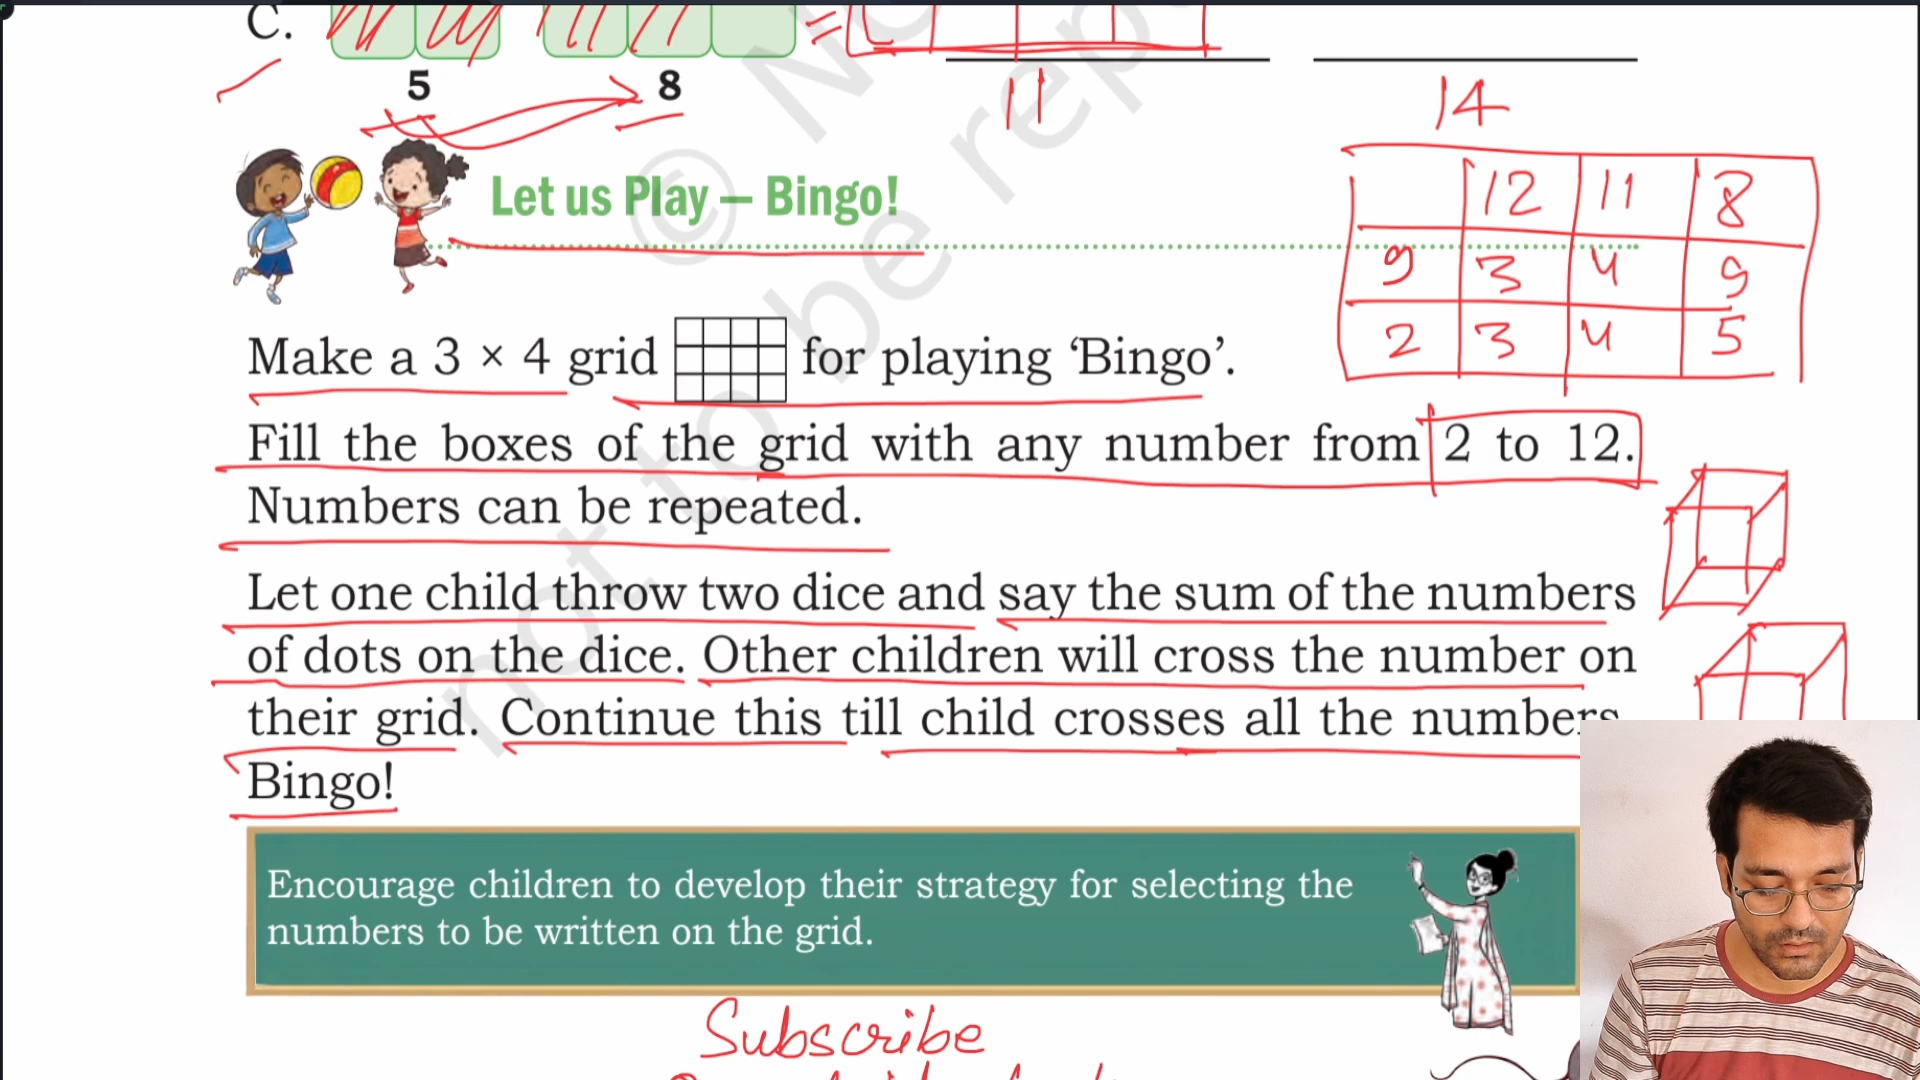 C.
5 8 11 14
Let us Play – Bingo!
12 11 8
9 3 4 9
2 3 4 5
Make a 3 × 4 grid for playing ‘Bingo’.
Fill the boxes of the grid with any number from 2 to 12.
Numbers can be repeated.
Let one child throw two dice and say the sum of the numbers
of dots on the dice. Other children will cross the number on
their grid. Continue this till child crosses all the numbers
Bingo!
Encourage children to develop their strategy for selecting the
numbers to be written on the grid.
Subscribe
© not to be